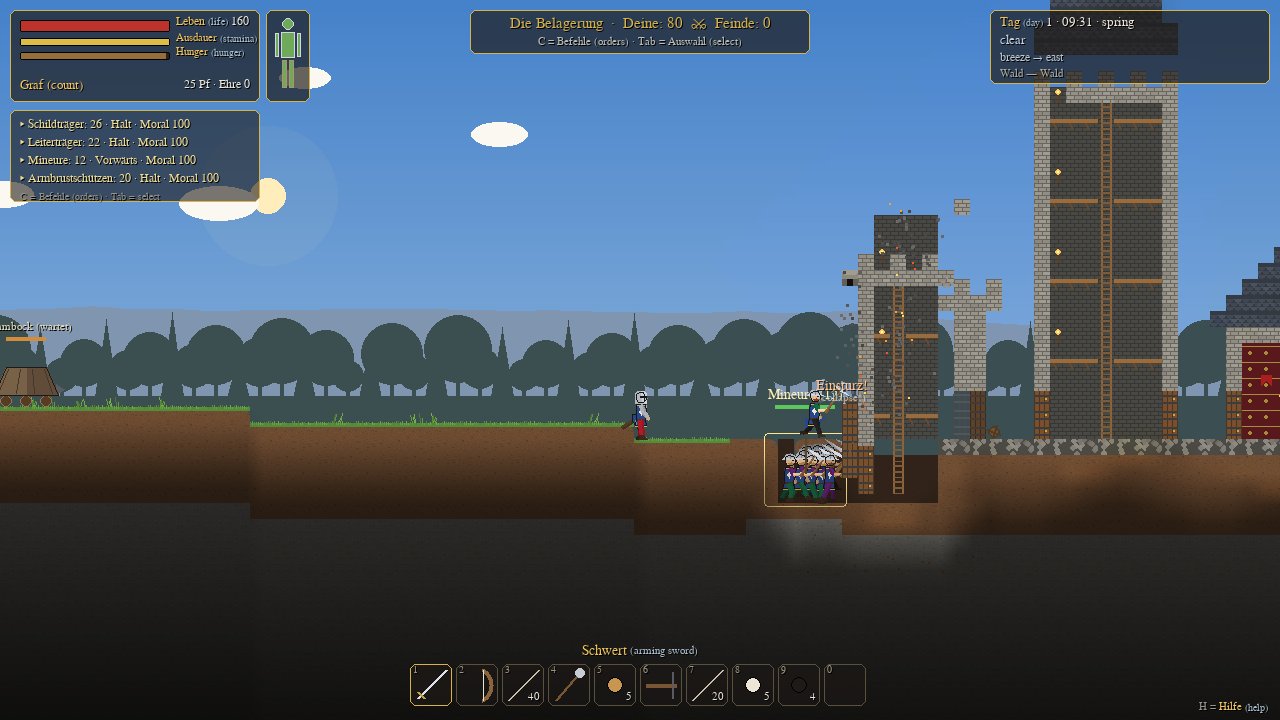 Leben (life) 160
Ausdauer (stamina)
Hunger (hunger)
Graf (count) 25 Pf · Ehre 0
Die Belagerung · Deine: 80 ⚔ Feinde: 0
C = Befehle (orders) · Tab = Auswahl (select)
Tag (day) 1 · 09:31 · spring
clear
breeze → east
Wald — Wald
‣ Schildträger: 26 · Halt · Moral 100
‣ Leiterträger: 22 · Halt · Moral 100
‣ Mineure: 12 · Vorwärts · Moral 100
‣ Armbrustschützen: 20 · Halt · Moral 100
C = Befehle (orders) · Tab = select
(wartet)
Einsturz!
Schwert (arming sword)
1 2 3 4 5 6 7 8 9 0
40 5 20 5 4
H = Hilfe (help)